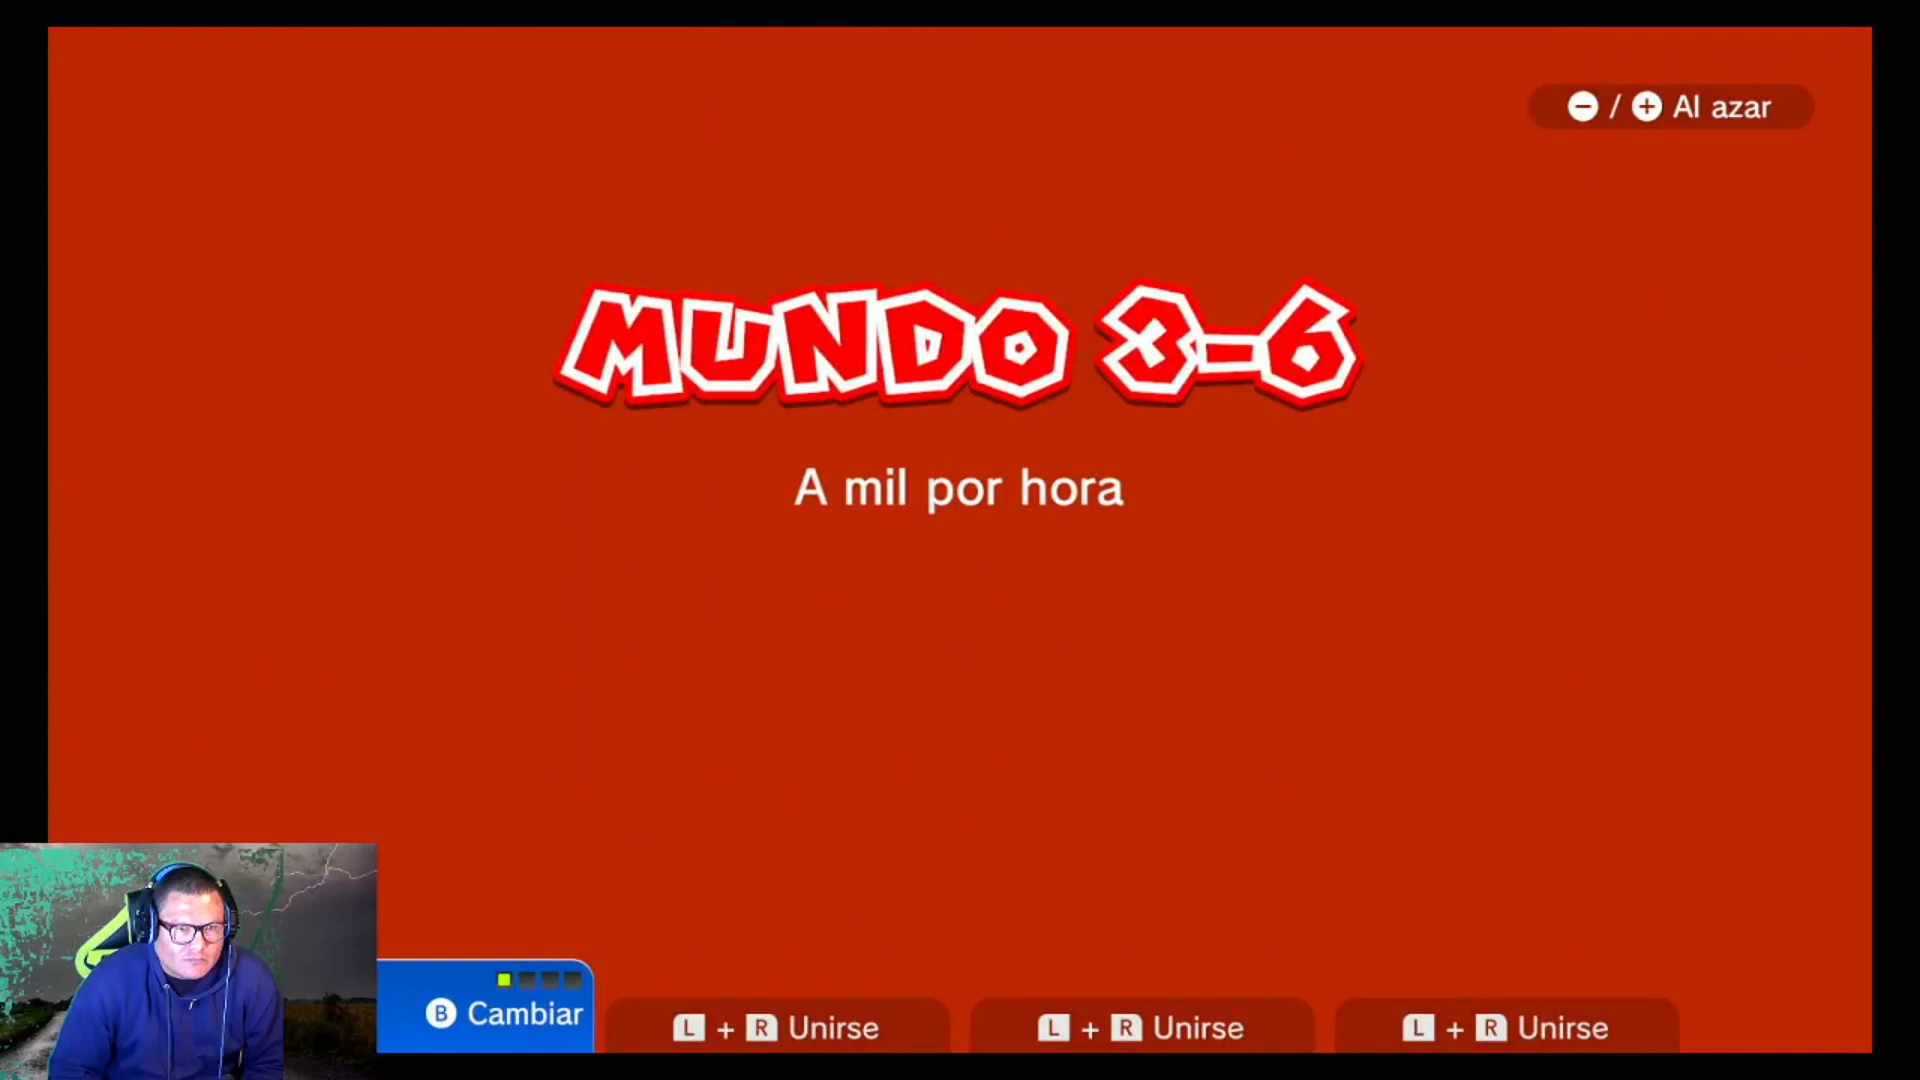 − / + Al azar
MUNDO 3-6
A mil por hora
B Cambiar
L + R Unirse
L + R Unirse
L + R Unirse